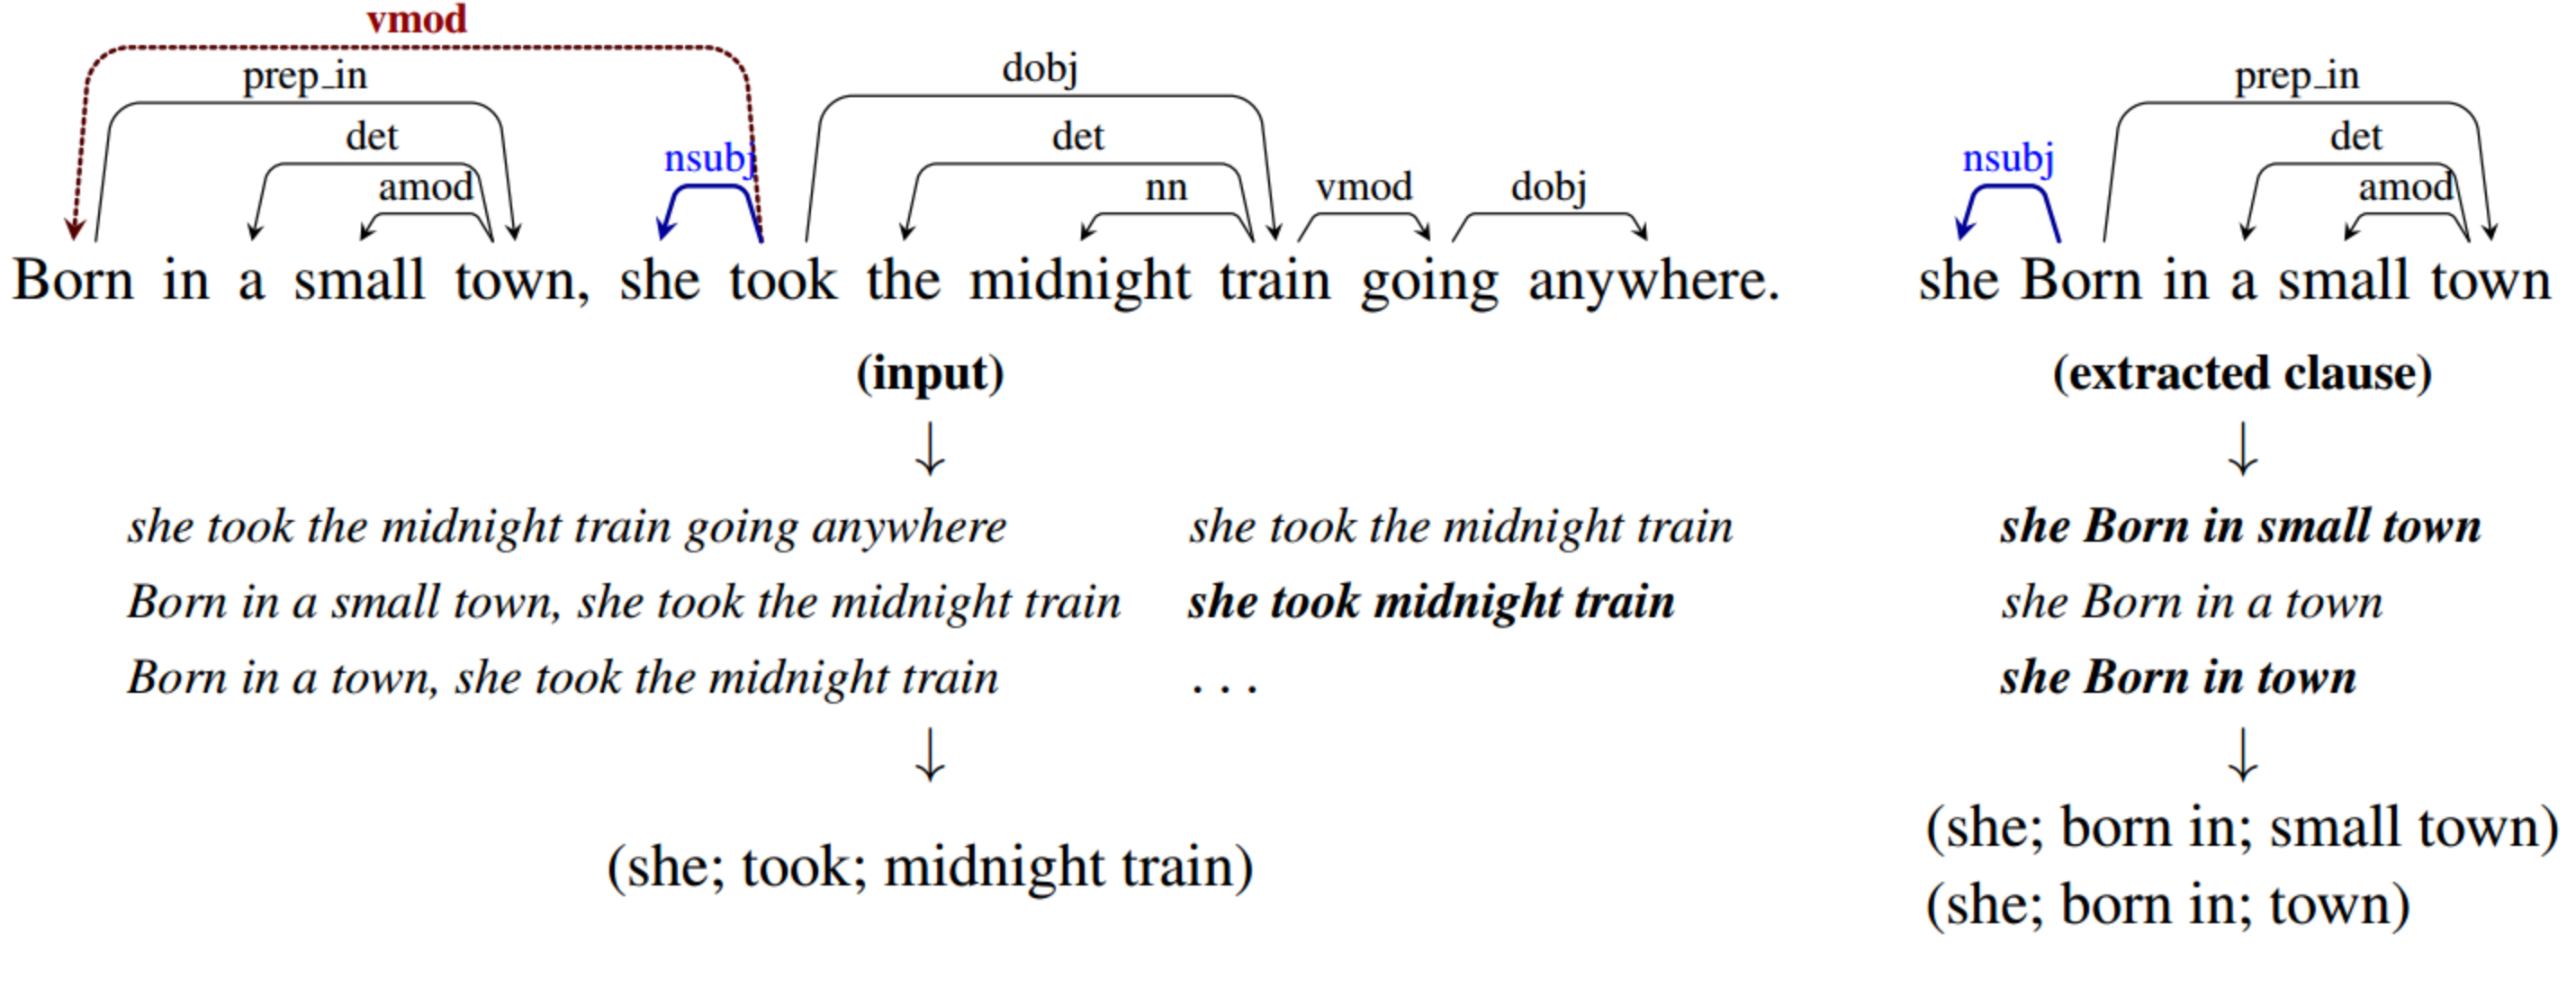 vmod
prep_in det amod nsubj dobj det nn vmod dobj
Born in a small town, she took the midnight train going anywhere.
(input)
↓
she took the midnight train going anywhere
Born in a small town, she took the midnight train
Born in a town, she took the midnight train
she took the midnight train
she took midnight train
. . .
↓
(she; took; midnight train)
nsubj prep_in det amod
she Born in a small town
(extracted clause)
↓
she Born in small town
she Born in a town
she Born in town
↓
(she; born in; small town)
(she; born in; town)